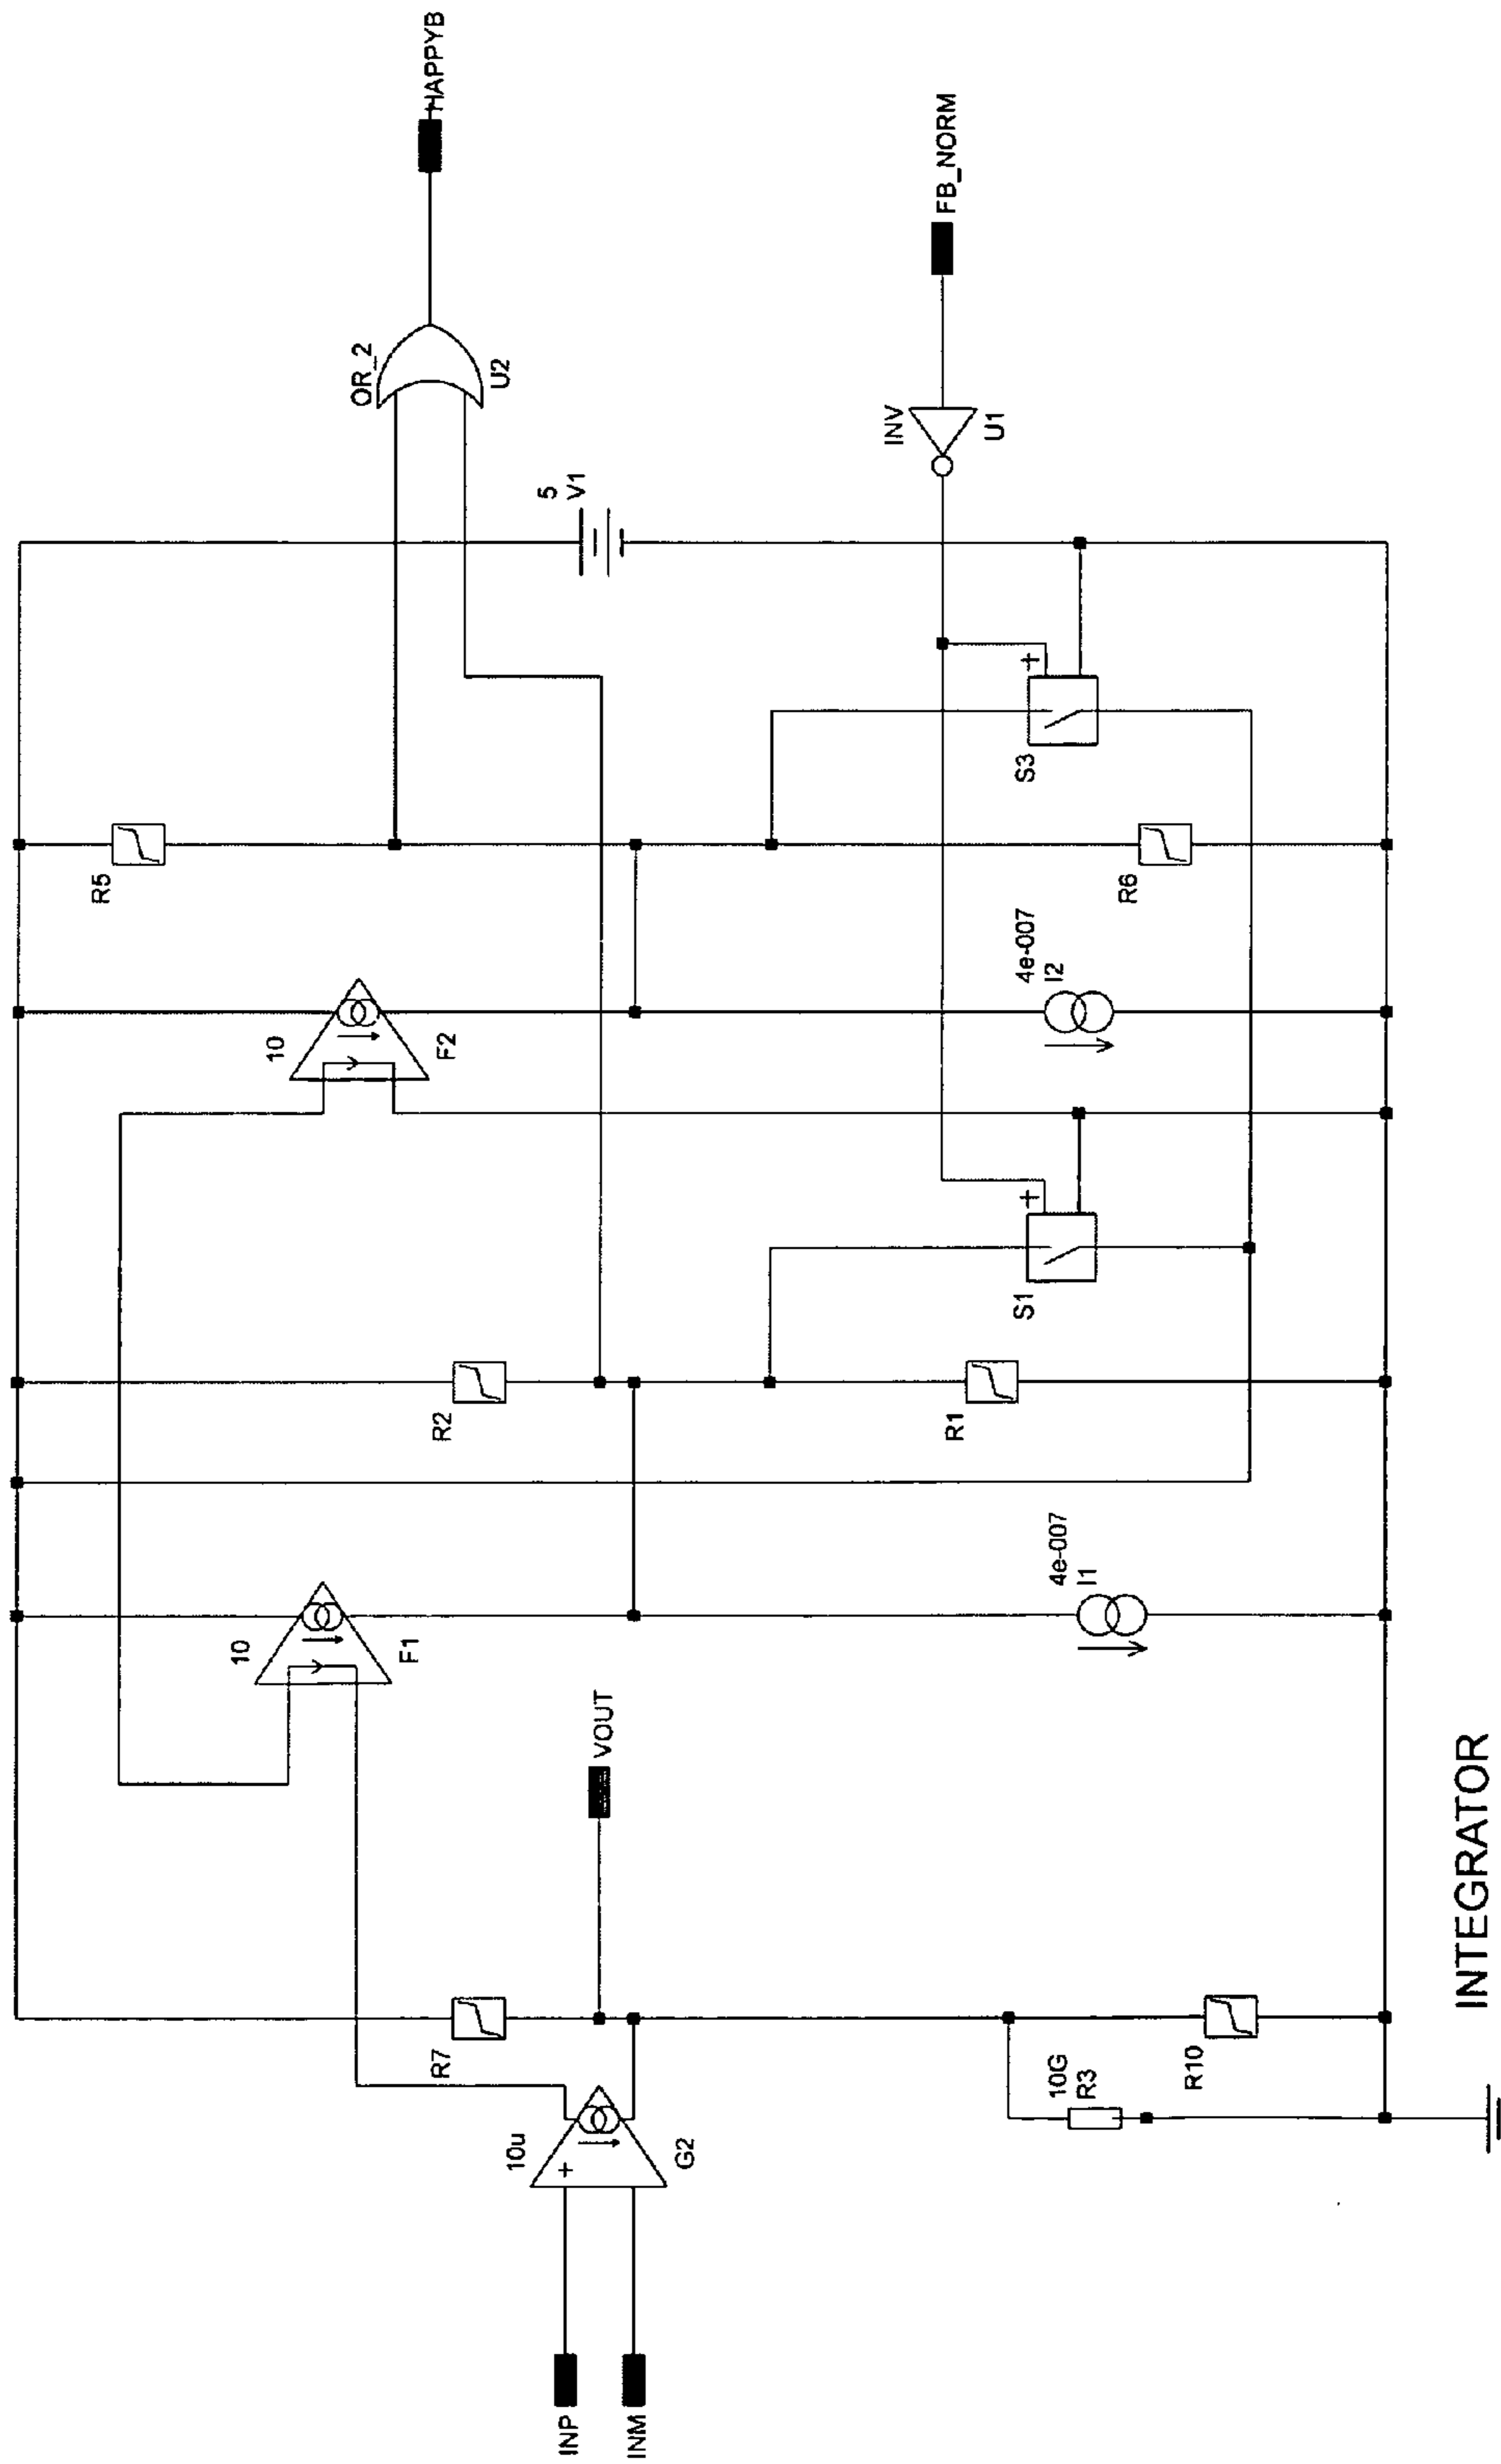 HAPPYB
FB_NORM
OR_2
U2
INV
U1
5
V1
+
S3
R5
R6
10
F2
4e-007
I2
+
S1
R2
R1
10
F1
4e-007
I1
VOUT
R7
10G
R3
R10
10u
+
G2
INP
INM
INTEGRATOR